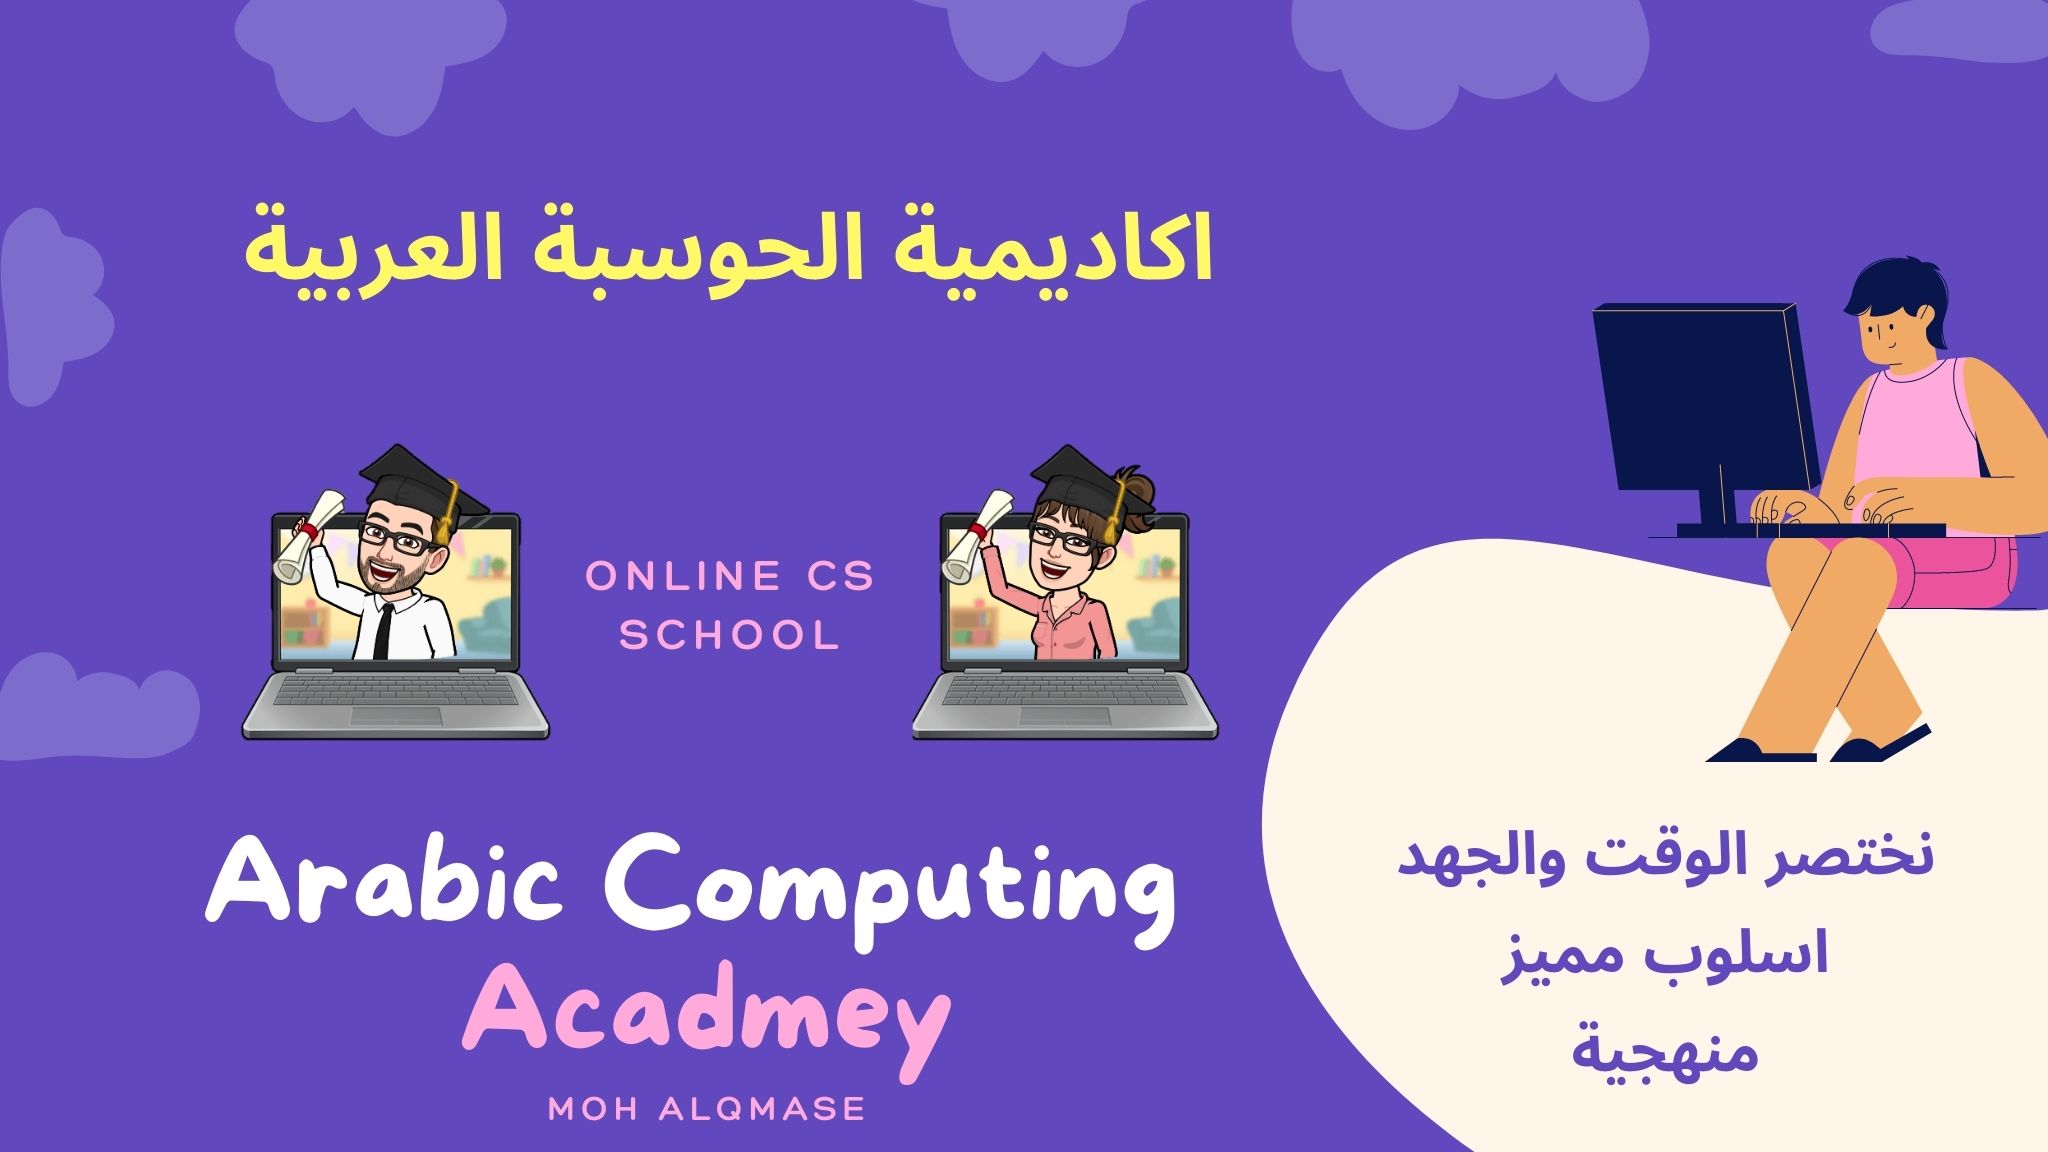 اكاديمية الحوسبة العربية
ONLINE CS
SCHOOL
Arabic Computing
Acadmey
MOH ALQMASE
نختصر الوقت والجهد
اسلوب مميز
منهجية